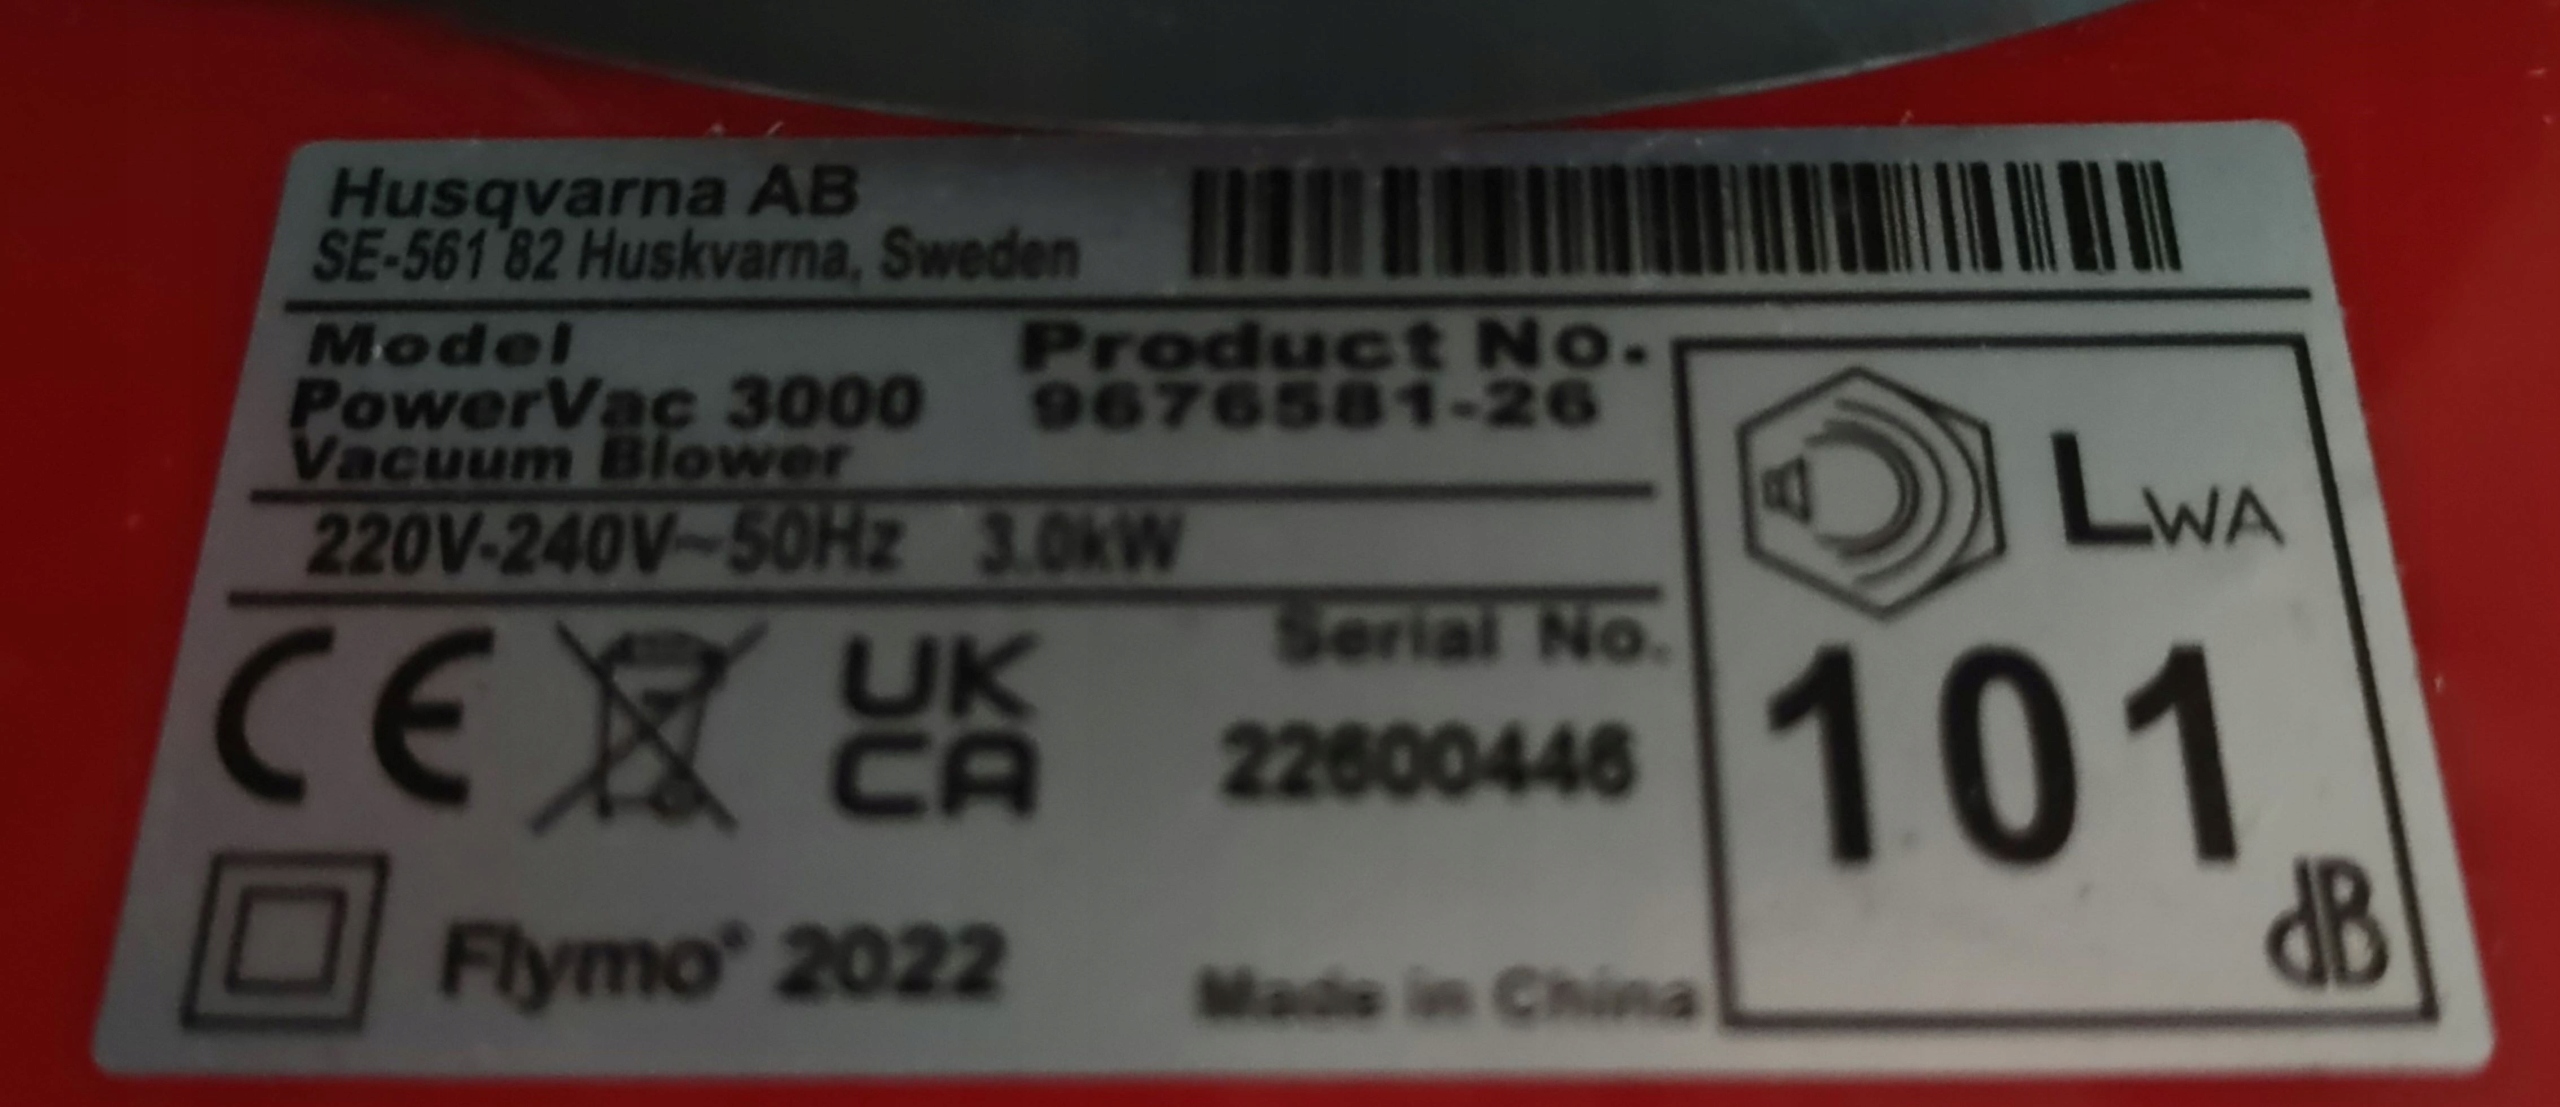 Husqvarna AB
SE-561 82 Huskvarna, Sweden
Model
PowerVac 3000
Vacuum Blower
Product No.
9676581-26
220V-240V~50Hz 3.0kW
CE
UK
CA
Serial No.
22600446
Flymo® 2022
Made in China
LWA
101
dB